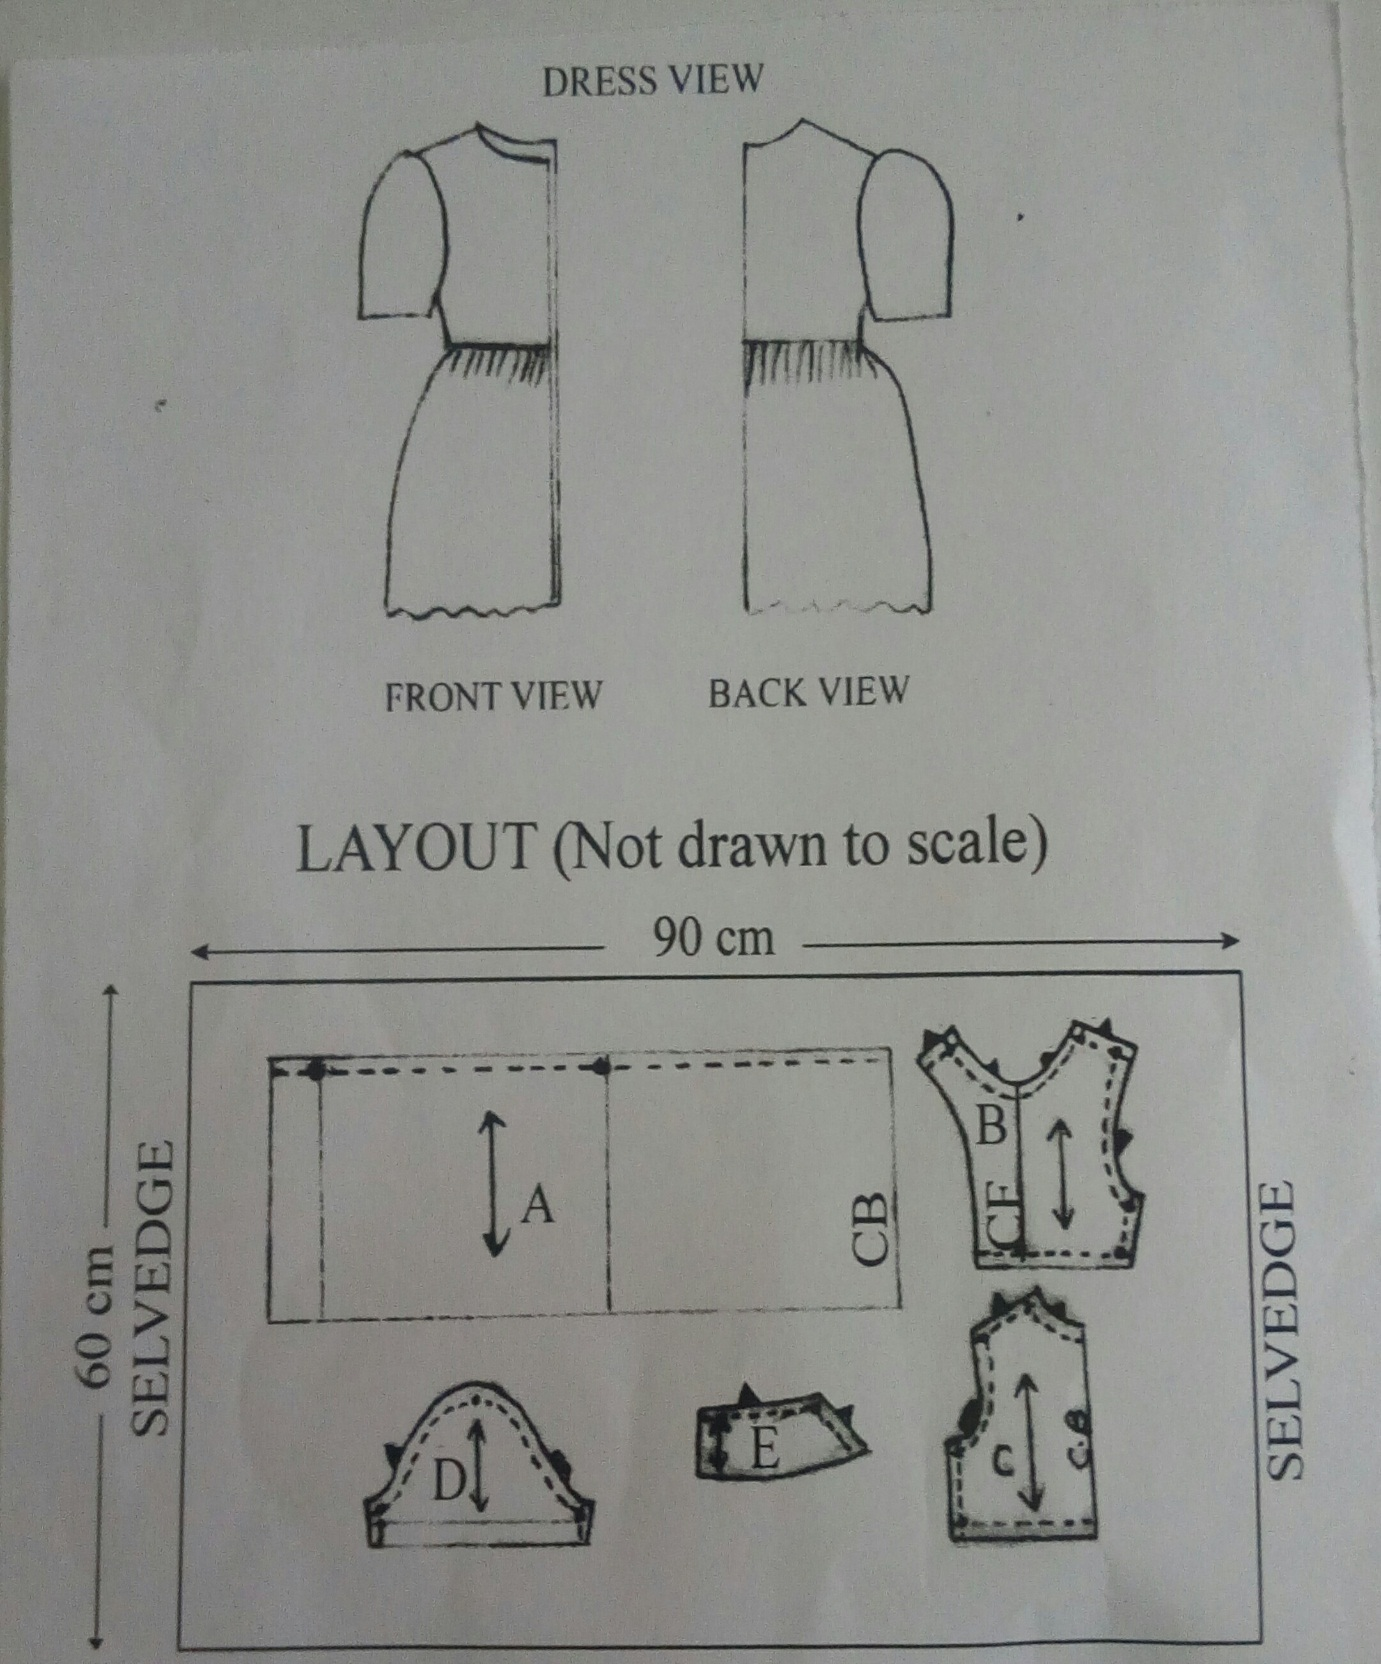 DRESS VIEW
FRONT VIEW
BACK VIEW
LAYOUT (Not drawn to scale)
90 cm
60 cm
SELVEDGE
SELVEDGE
A
CB
B
CF
D
E
C
C.B